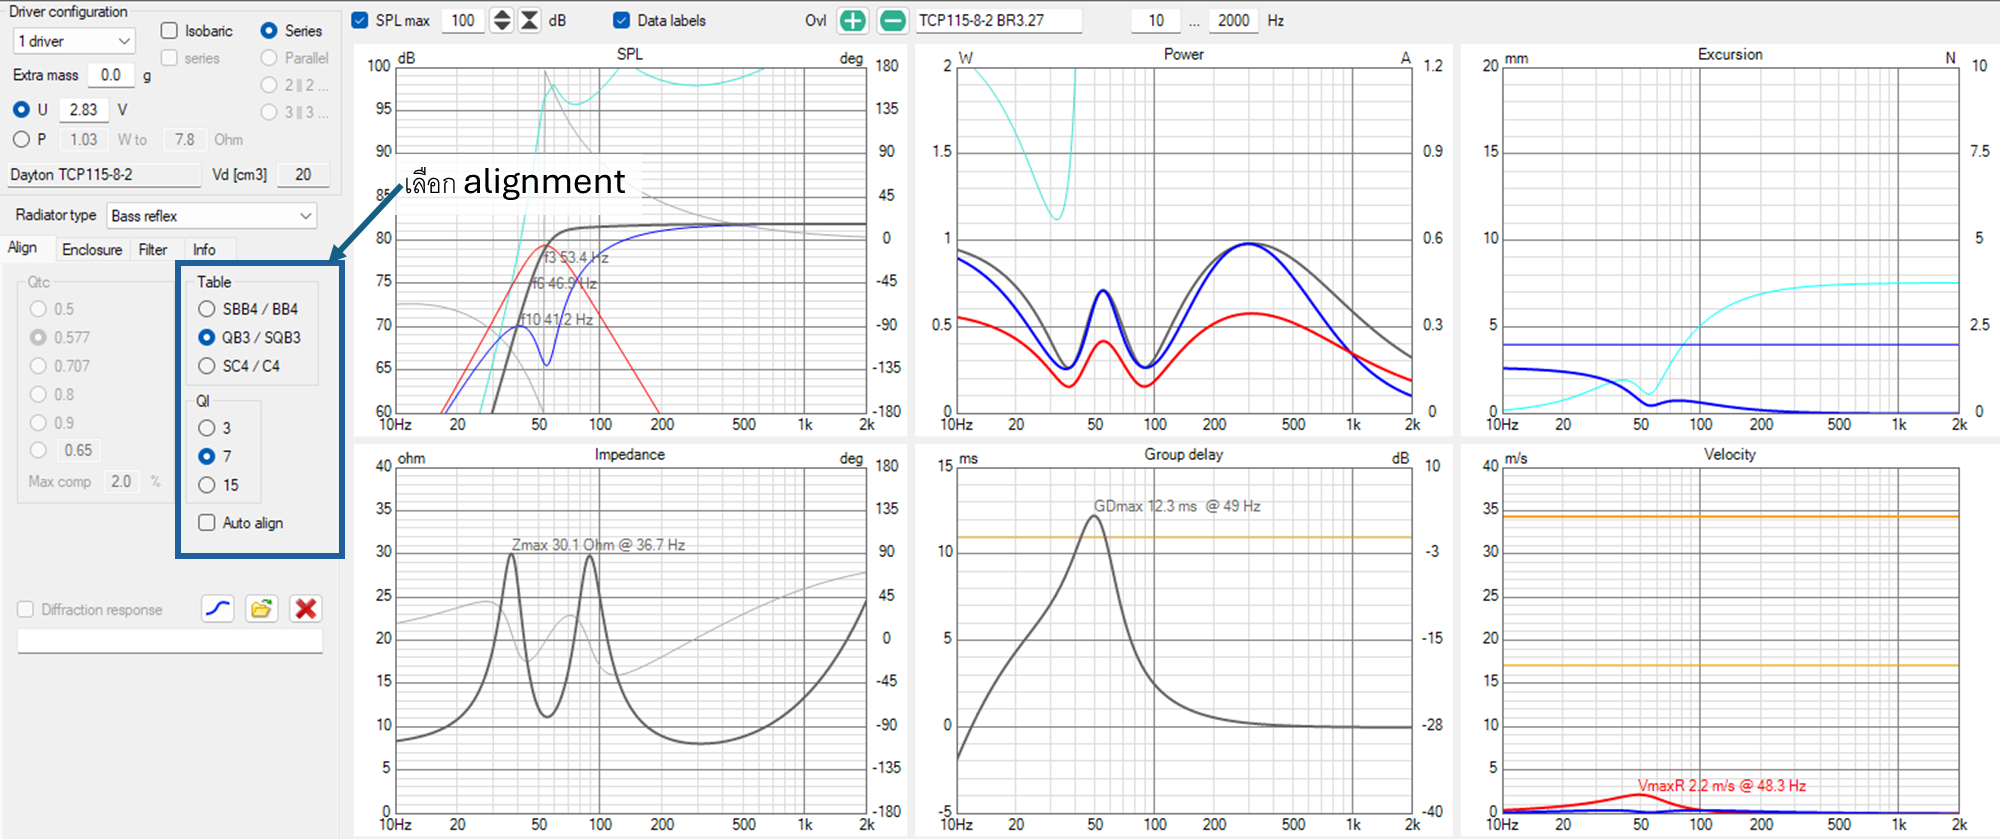 Driver configuration
1 driver
Isobaric
series
Series
Parallel
2 || 2 ...
3 || 3 ...
Extra mass 0.0 g
U 2.83 V
P 1.03 W to 7.8 Ohm
Dayton TCP115-8-2 Vd [cm3] 20
Radiator type Bass reflex
Align Enclosure Filter Info
Qtc
0.5
0.577
0.707
0.8
0.9
0.65
Max comp 2.0 %
Table
SBB4 / BB4
QB3 / SQB3
SC4 / C4
Ql
3
7
15
Auto align
Diffraction response
SPL max 100 dB Data labels Ovl TCP115-8-2 BR3.27 10 ... 2000 Hz
เลือก alignment
SPL
dB deg
100 95 90 85 80 75 70 65 60
180 135 90 45 0 -45 -90 -135 -180
f3 53.4 Hz
f6 46.9 Hz
f10 41.2 Hz
10Hz 20 50 100 200 500 1k 2k
Power
W A
2 1.5 1 0.5 0
1.2 0.9 0.6 0.3 0
10Hz 20 50 100 200 500 1k 2k
Excursion
mm N
20 15 10 5 0
10 7.5 5 2.5 0
10Hz 20 50 100 200 500 1k 2k
Impedance
ohm deg
40 35 30 25 20 15 10 5 0
180 135 90 45 0 -45 -90 -135 -180
Zmax 30.1 Ohm @ 36.7 Hz
10Hz 20 50 100 200 500 1k 2k
Group delay
ms dB
15 10 5 0 -5
10 -3 -15 -28 -40
GDmax 12.3 ms @ 49 Hz
10Hz 20 50 100 200 500 1k 2k
Velocity
m/s
40 35 30 25 20 15 10 5 0
VmaxR 2.2 m/s @ 48.3 Hz
10Hz 20 50 100 200 500 1k 2k